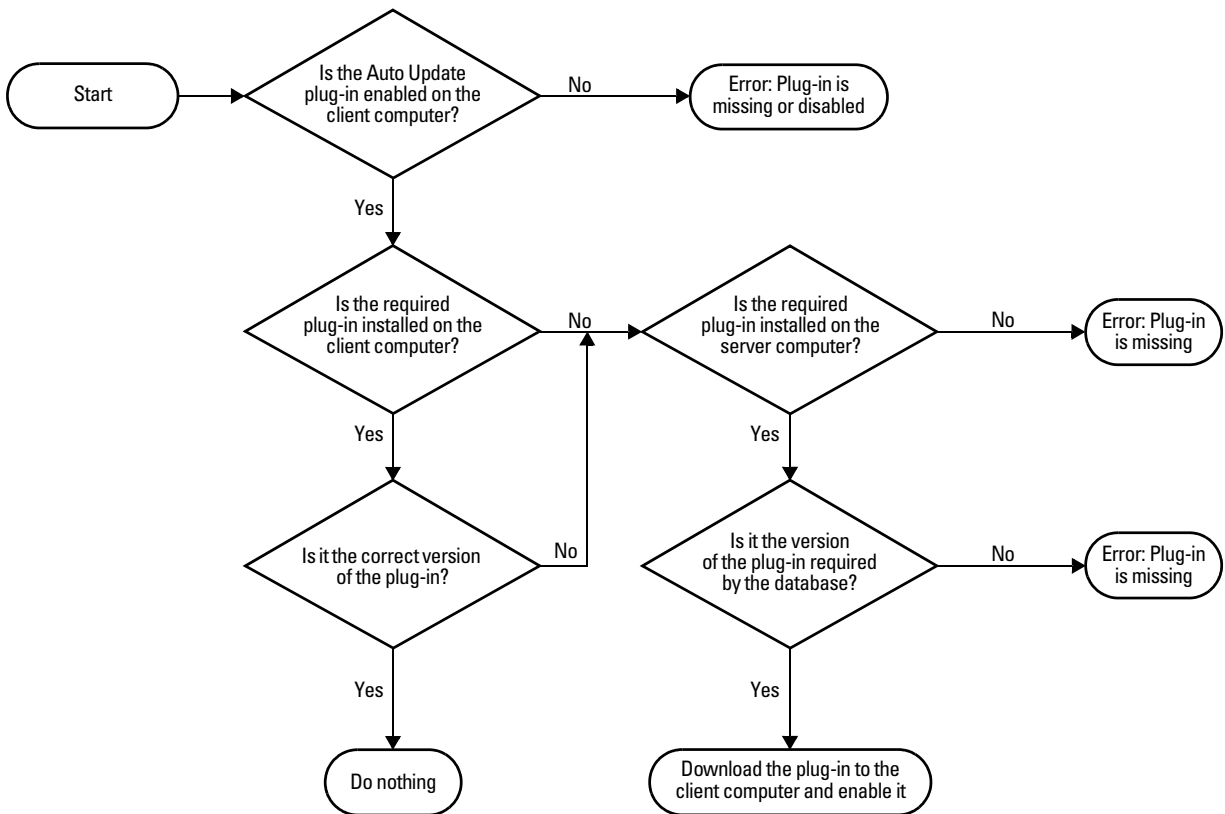 Start
Is the Auto Update
plug-in enabled on the
client computer?
No
Error: Plug-in is
missing or disabled
Yes
Is the required
plug-in installed on the
client computer?
No
Is the required
plug-in installed on the
server computer?
No
Error: Plug-in
is missing
Yes
Yes
Is it the correct version
of the plug-in?
No
Is it the version
of the plug-in required
by the database?
No
Error: Plug-in
is missing
Yes
Yes
Do nothing
Download the plug-in to the
client computer and enable it